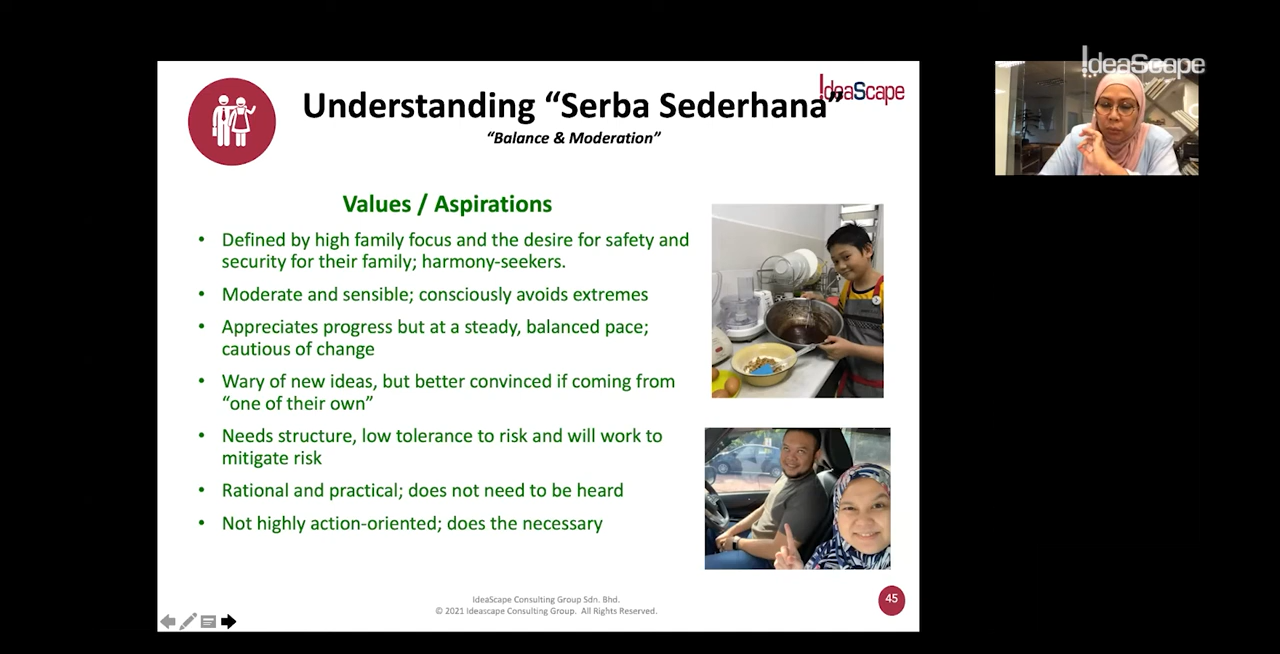 !deaScape
!deaScape
Understanding “Serba Sederhana”
“Balance & Moderation”
Values / Aspirations
• Defined by high family focus and the desire for safety and
security for their family; harmony-seekers.
• Moderate and sensible; consciously avoids extremes
• Appreciates progress but at a steady, balanced pace;
cautious of change
• Wary of new ideas, but better convinced if coming from
“one of their own”
• Needs structure, low tolerance to risk and will work to
mitigate risk
• Rational and practical; does not need to be heard
• Not highly action-oriented; does the necessary
IdeaScape Consulting Group Sdn. Bhd.
© 2021 Ideascape Consulting Group. All Rights Reserved.
45